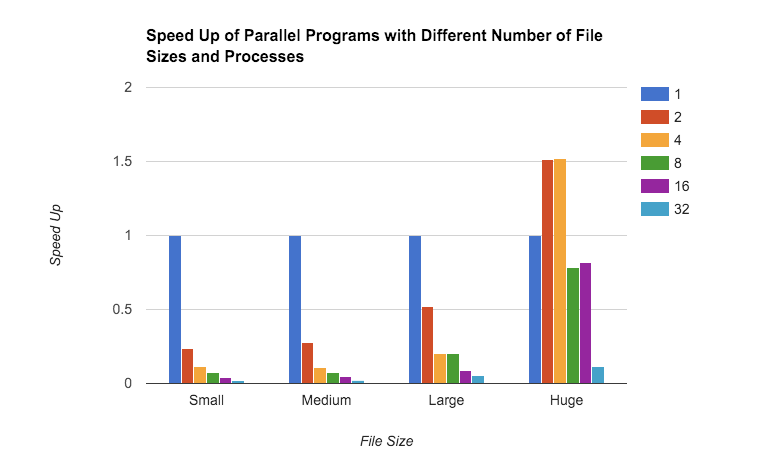 Speed Up of Parallel Programs with Different Number of File
Sizes and Processes
2
1.5
1
0.5
0
Speed Up
Small Medium Large Huge
File Size
1
2
4
8
16
32